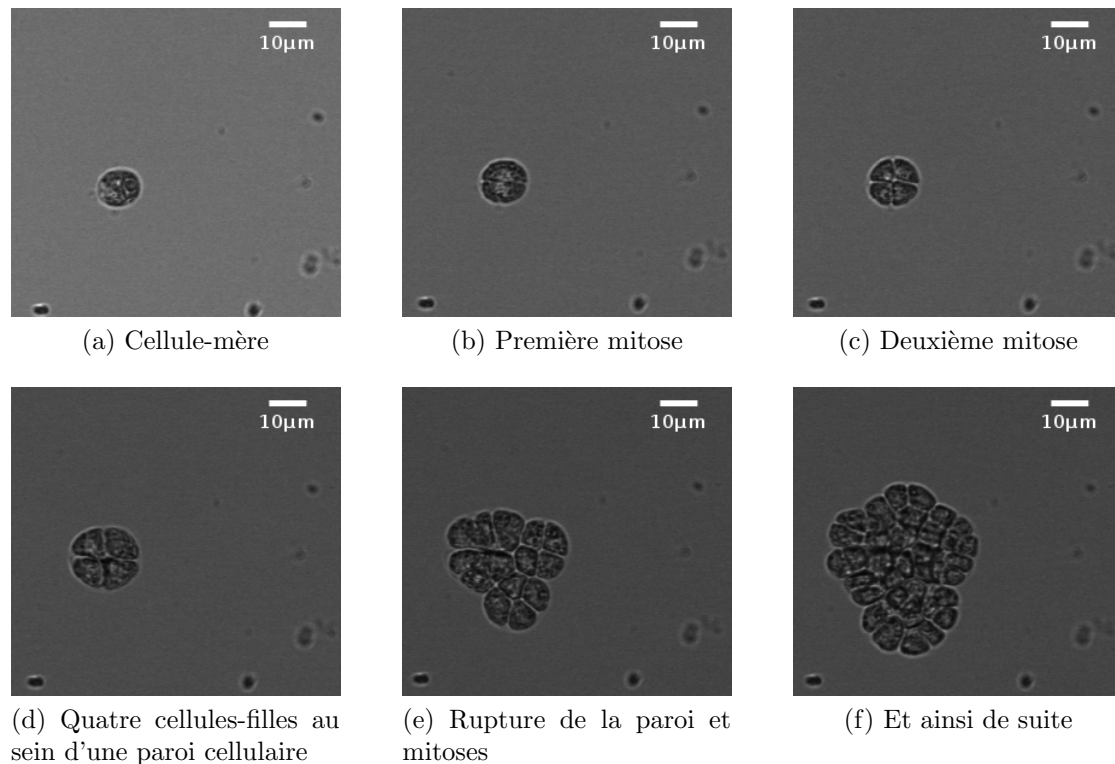 10µm
10µm
10µm
(a) Cellule-mère
(b) Première mitose
(c) Deuxième mitose
10µm
10µm
10µm
(d) Quatre cellules-filles au
sein d'une paroi cellulaire
(e) Rupture de la paroi et
mitoses
(f) Et ainsi de suite